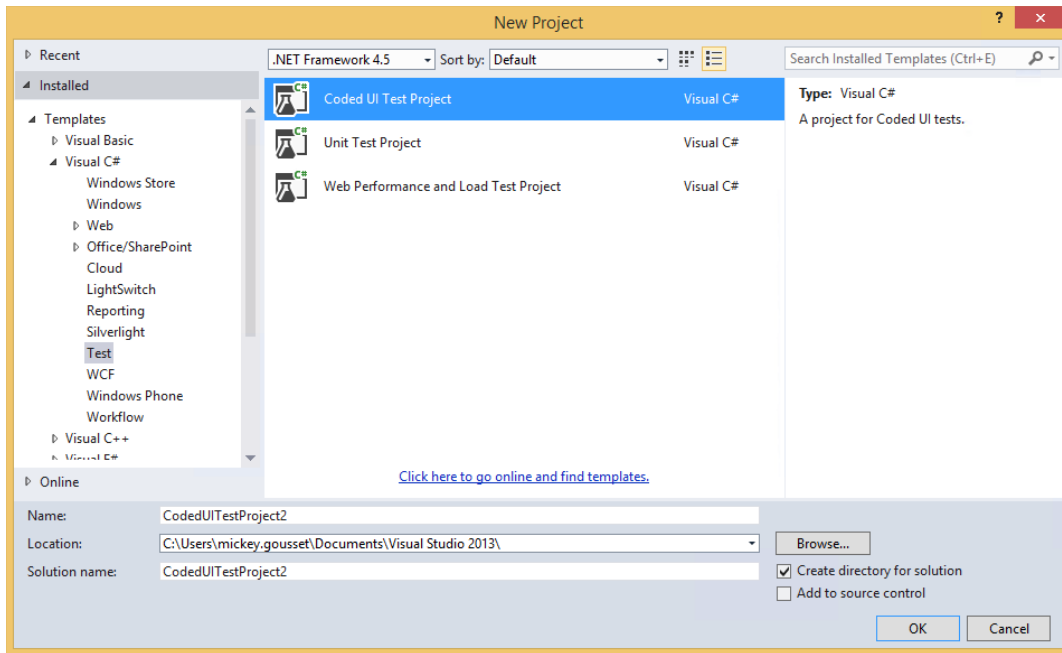 New Project
?
Recent
Installed
Templates
Visual Basic
Visual C#
Windows Store
Windows
Web
Office/SharePoint
Cloud
LightSwitch
Reporting
Silverlight
Test
WCF
Windows Phone
Workflow
Visual C++
Online
.NET Framework 4.5 Sort by: Default
C# Coded UI Test Project Visual C#
C# Unit Test Project Visual C#
C# Web Performance and Load Test Project Visual C#
Click here to go online and find templates.
Search Installed Templates (Ctrl+E)
Type: Visual C#
A project for Coded UI tests.
Name: CodedUITestProject2
Location: C:\Users\mickey.gousset\Documents\Visual Studio 2013\ Browse...
Solution name: CodedUITestProject2
Create directory for solution
Add to source control
OK Cancel